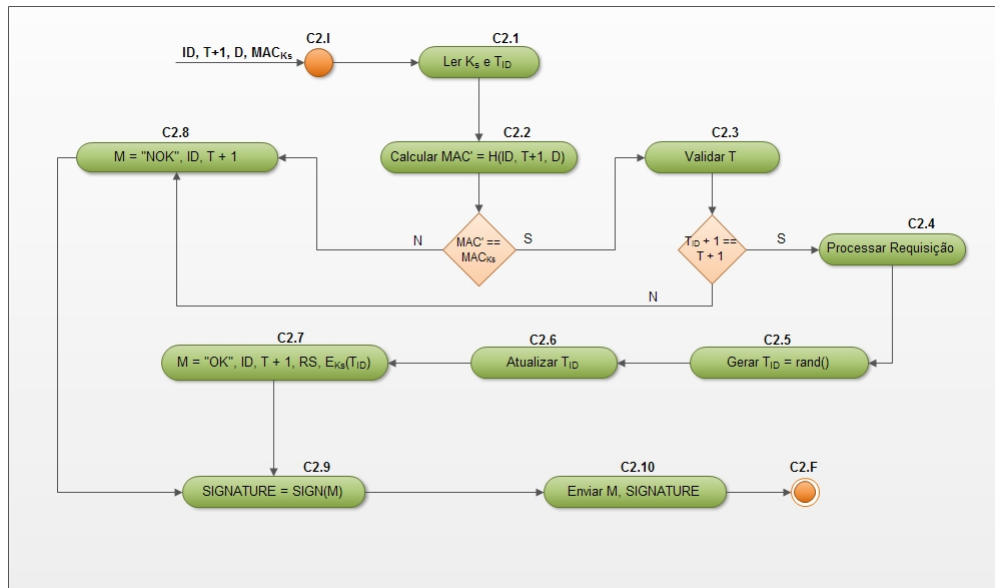 C2.I
ID, T+1, D, MACKs
C2.1
Ler Ks e TID
C2.8
M = "NOK", ID, T + 1
C2.2
Calcular MAC' = H(ID, T+1, D)
C2.3
Validar T
N
MAC' ==
MACKs
S
TID + 1 ==
T + 1
S
N
C2.4
Processar Requisição
C2.7
M = "OK", ID, T + 1, RS, EKs(TID)
C2.6
Atualizar TID
C2.5
Gerar TID = rand()
C2.9
SIGNATURE = SIGN(M)
C2.10
Enviar M, SIGNATURE
C2.F